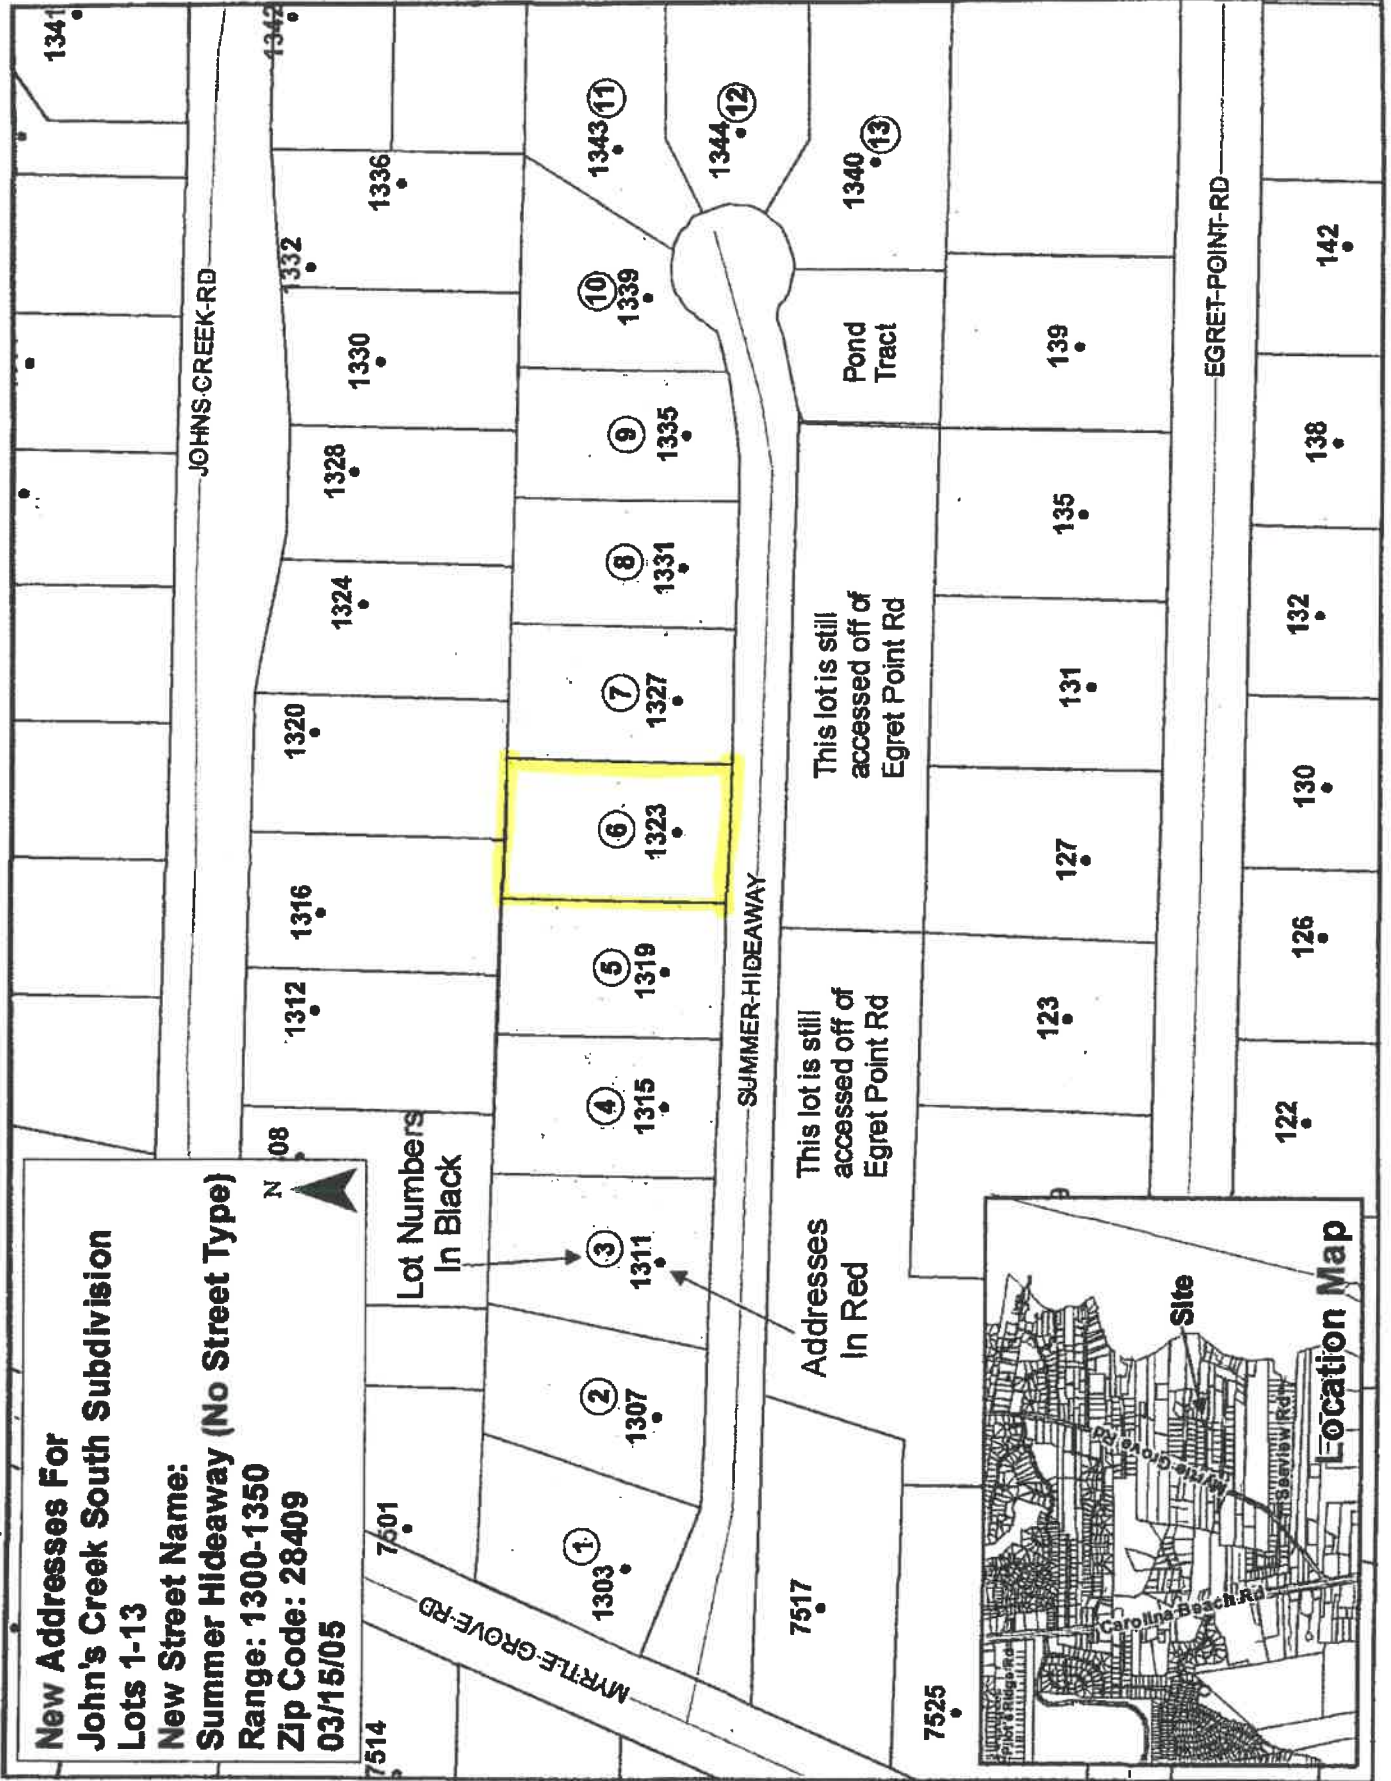 New Addresses For
John's Creek South Subdivision
Lots 1-13
New Street Name:
Summer Hideaway (No Street Type)
Range: 1300-1350
Zip Code: 28409
03/15/05
N
1341
JOHNS-CREEK-RD
08
1312
1316
1320
1324
1328
1330
1332
1336
1342
Lot Numbers
In Black
7501
7514
MYRTLE-GROVE-RD
1
1303
2
1307
3
1311
4
1315
5
1319
6
1323
7
1327
8
1331
9
1335
10
1339
1343 11
1344 12
1340 13
SUMMER-HIDEAWAY
Addresses
In Red
This lot is still
accessed off of
Egret Point Rd
This lot is still
accessed off of
Egret Point Rd
Pond
Tract
7517
7525
123
127
131
135
139
EGRET-POINT-RD
122
126
130
132
138
142
Site
Myrtle Grove Rd
Carolina Beach Rd
Seaview Rd
Location Map